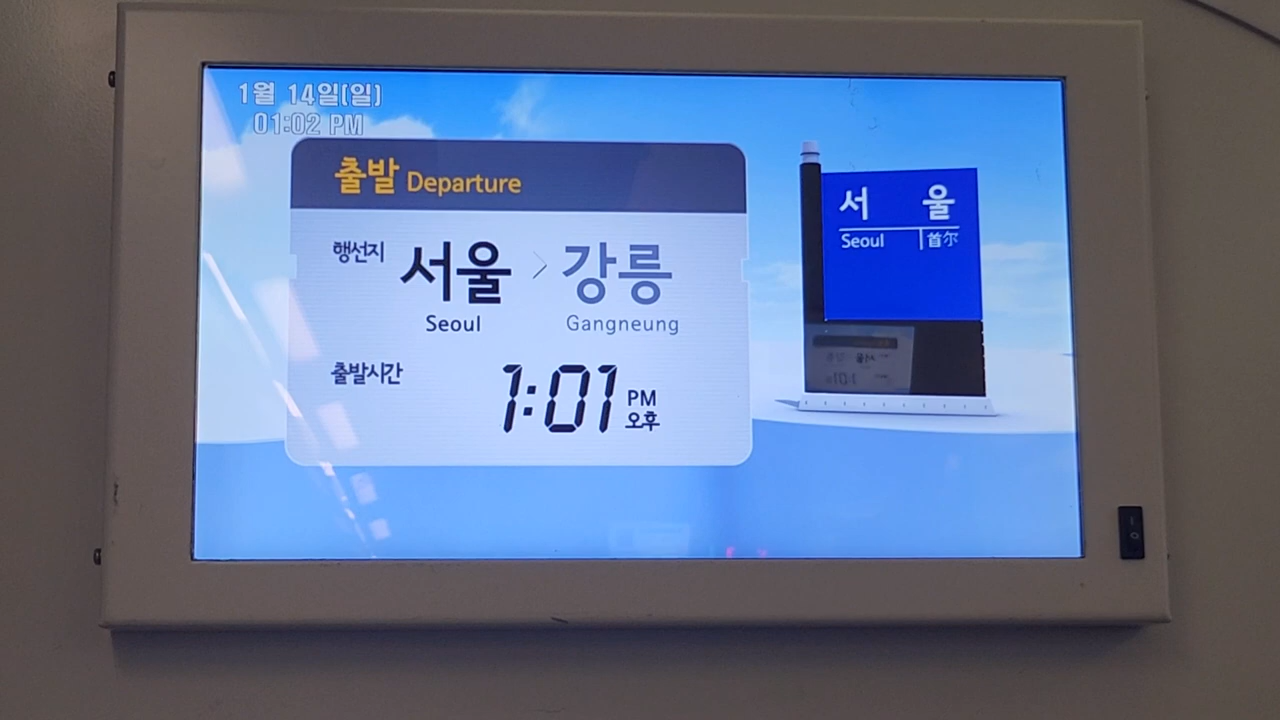 1월 14일(일)
01:02 PM
출발 Departure
행선지 서울 > 강릉
Seoul Gangneung
출발시간 1:01 PM 오후
서 울
Seoul 首尔